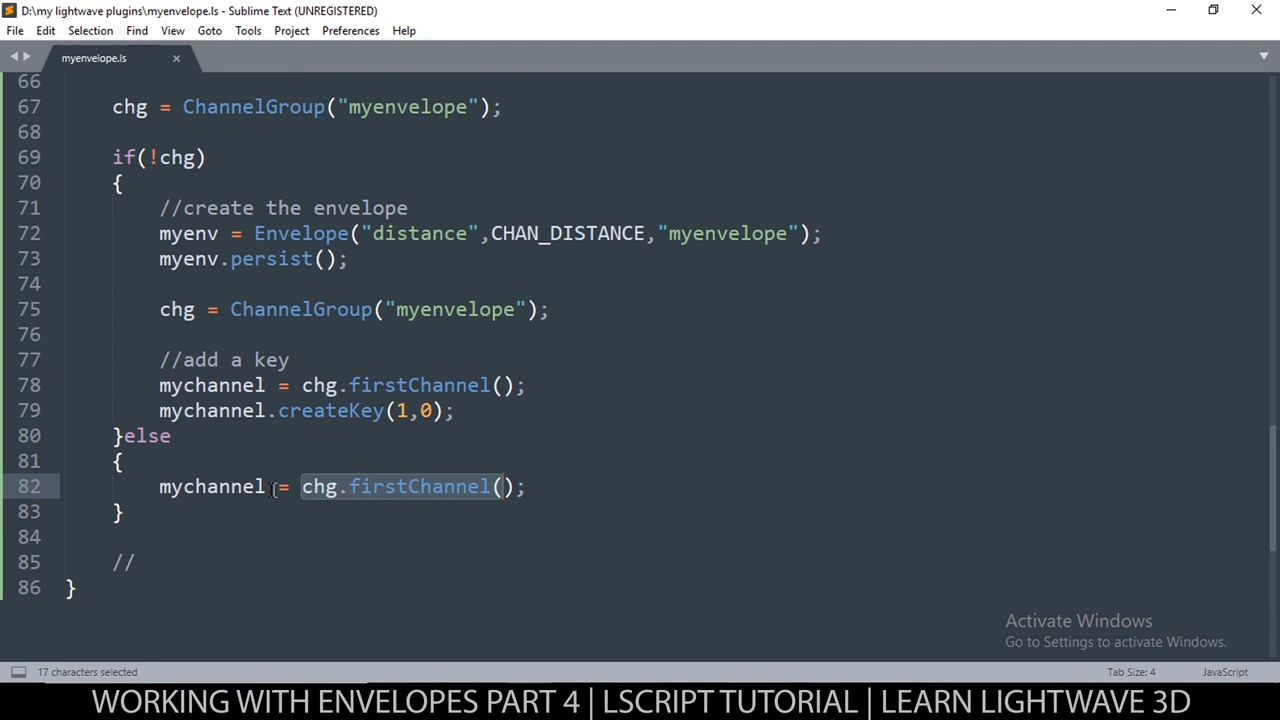 D:\my lightwave plugins\myenvelope.ls - Sublime Text (UNREGISTERED)
File Edit Selection Find View Goto Tools Project Preferences Help
myenvelope.ls
66
67 chg = ChannelGroup("myenvelope");
68
69 if(!chg)
70 {
71 //create the envelope
72 myenv = Envelope("distance",CHAN_DISTANCE,"myenvelope");
73 myenv.persist();
74
75 chg = ChannelGroup("myenvelope");
76
77 //add a key
78 mychannel = chg.firstChannel();
79 mychannel.createKey(1,0);
80 }else
81 {
82 mychannel = chg.firstChannel();
83 }
84
85 //
86 }
Activate Windows
Go to Settings to activate Windows.
17 characters selected Tab Size: 4 JavaScript
WORKING WITH ENVELOPES PART 4 | LSCRIPT TUTORIAL | LEARN LIGHTWAVE 3D